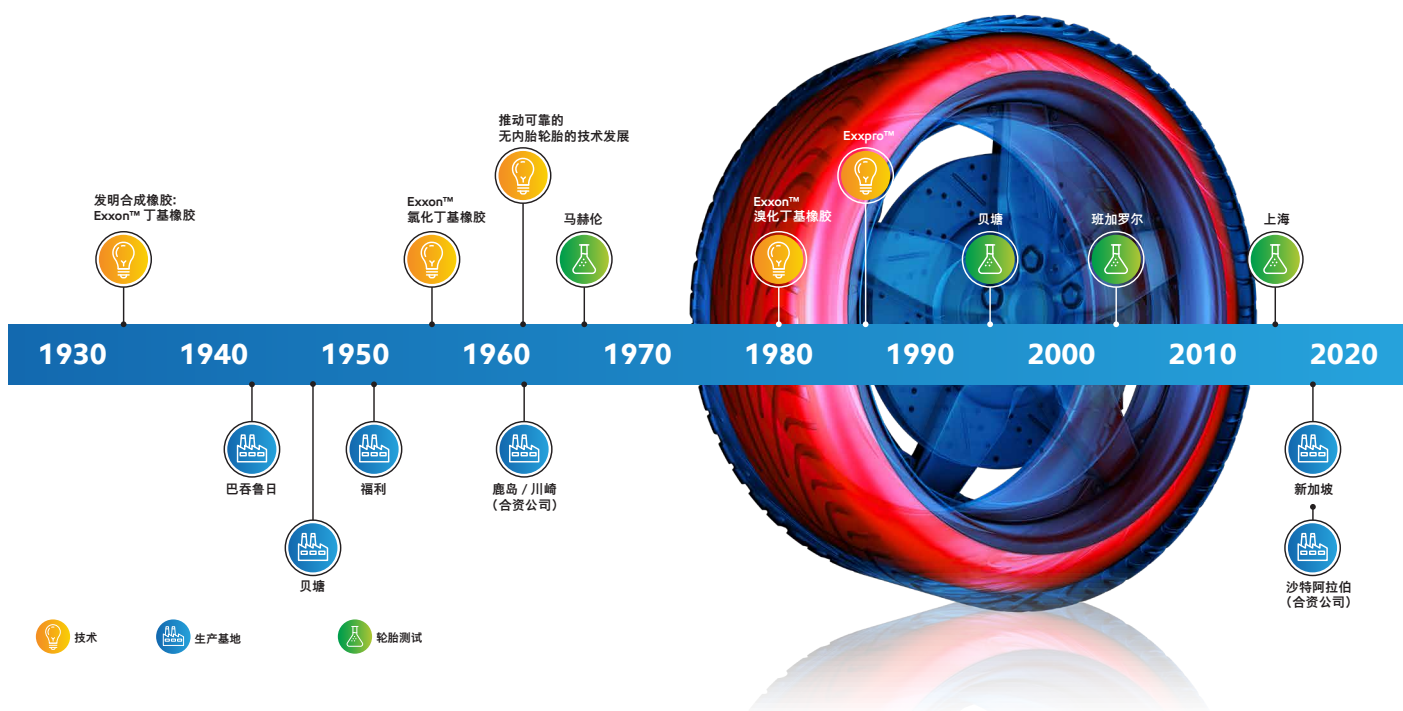 推动可靠的
无内胎轮胎的技术发展
Exxpro™
发明合成橡胶:
Exxon™ 丁基橡胶
Exxon™
氯化丁基橡胶
马赫伦
Exxon™
溴化丁基橡胶
贝塘
班加罗尔
上海
1930 1940 1950 1960 1970 1980 1990 2000 2010 2020
巴吞鲁日
福利
鹿岛 / 川崎
（合资公司）
新加坡
贝塘
沙特阿拉伯
（合资公司）
技术
生产基地
轮胎测试